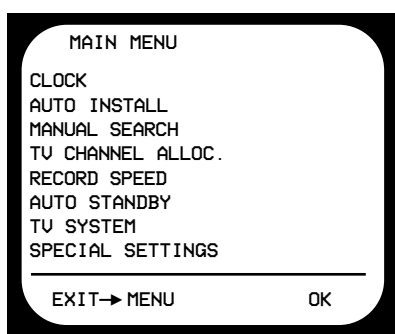 MAIN MENU
CLOCK
AUTO INSTALL
MANUAL SEARCH
TV CHANNEL ALLOC.
RECORD SPEED
AUTO STANDBY
TV SYSTEM
SPECIAL SETTINGS
EXIT→MENU OK